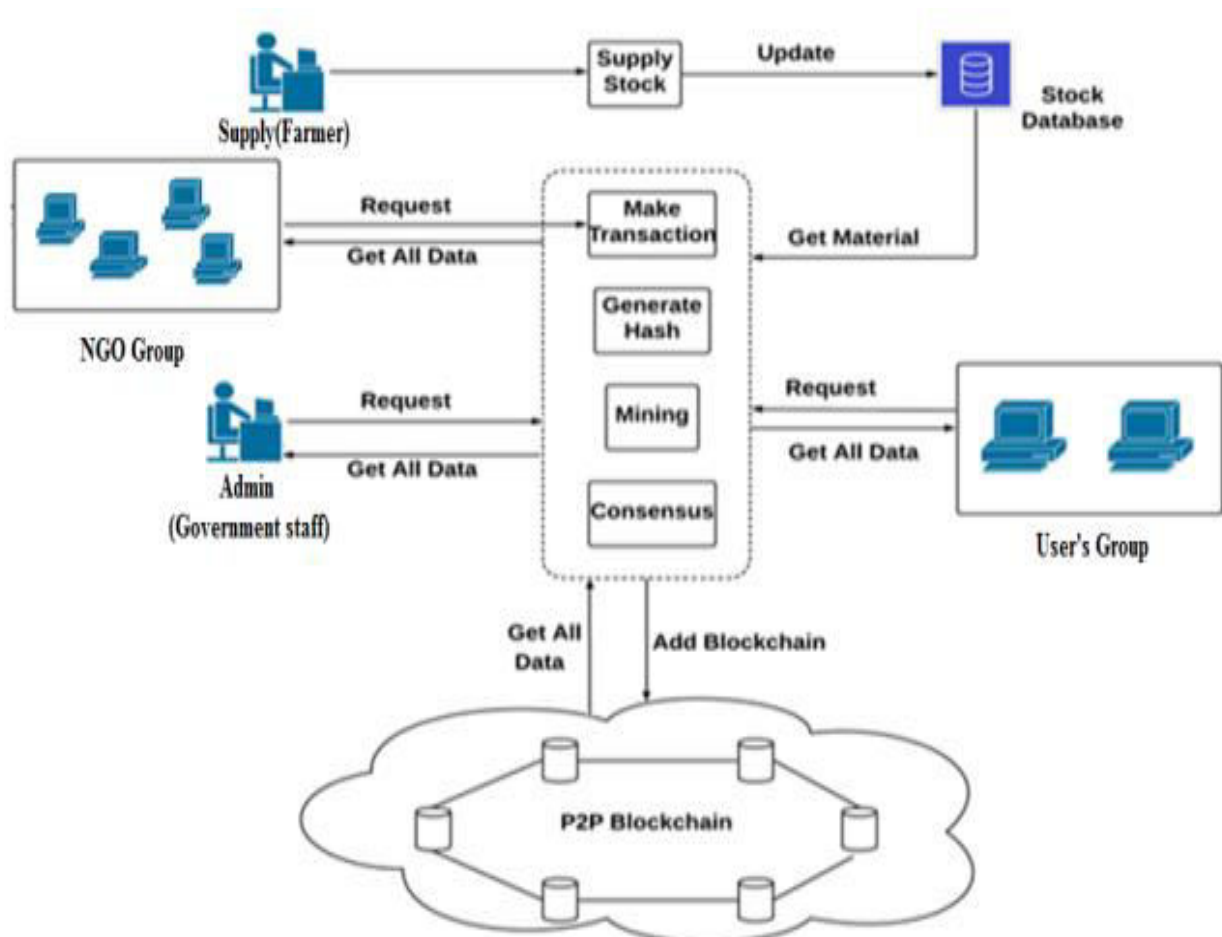 Supply
Stock
Update
Stock
Database
Supply(Farmer)
Request
Get All Data
NGO Group
Make
Transaction
Get Material
Generate
Hash
Mining
Consensus
Request
Get All Data
Admin
(Government staff)
Request
Get All Data
User's Group
Get All
Data
Add Blockchain
P2P Blockchain